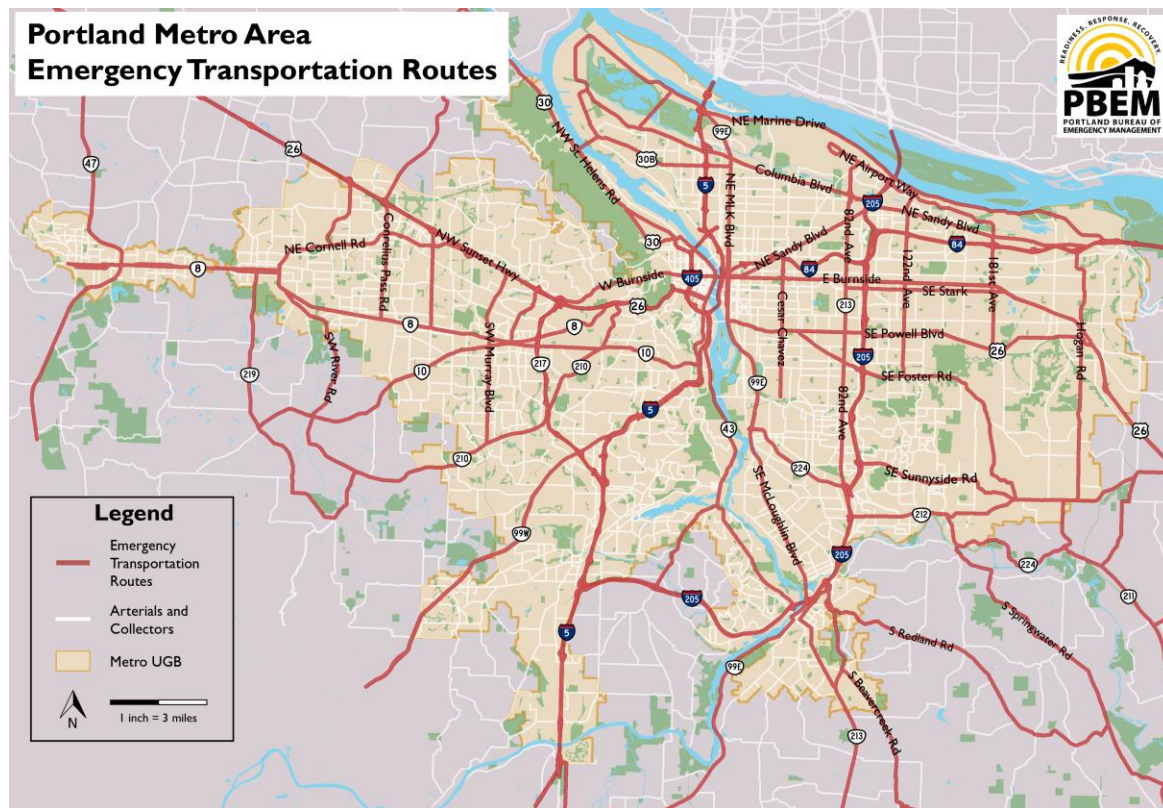 Portland Metro Area
Emergency Transportation Routes
READINESS. RESPONSE. RECOVERY.
PBEM
PORTLAND BUREAU OF
EMERGENCY MANAGEMENT
30
99E
NE Marine Drive
26
47
NW St. Helens Rd
30B
Columbia Blvd
NE Airport Way
5
NE MLK Blvd
205
NE Sandy Blvd
Conrelius Pass Rd
NW Sunset Hwy
NE Cornell Rd
30
NE Sandy Blvd
82nd Ave
84
122nd Ave
181st Ave
8
405
84
W Burnside
E Burnside
SE Stark
26
213
Cesar Chavez
8
8
SW Murray Blvd
SE Powell Blvd
Hogan Rd
SW River Rd
217
210
10
205
26
219
10
99E
SE Foster Rd
5
82nd Ave
43
26
210
224
SE Sunnyside Rd
SE McLoughlin Blvd
212
99W
205
224
211
205
S Springwater Rd
5
S Redland Rd
99E
S Beavercreek Rd
213
Legend
Emergency
Transportation
Routes
Arterials and
Collectors
Metro UGB
N
1 inch = 3 miles